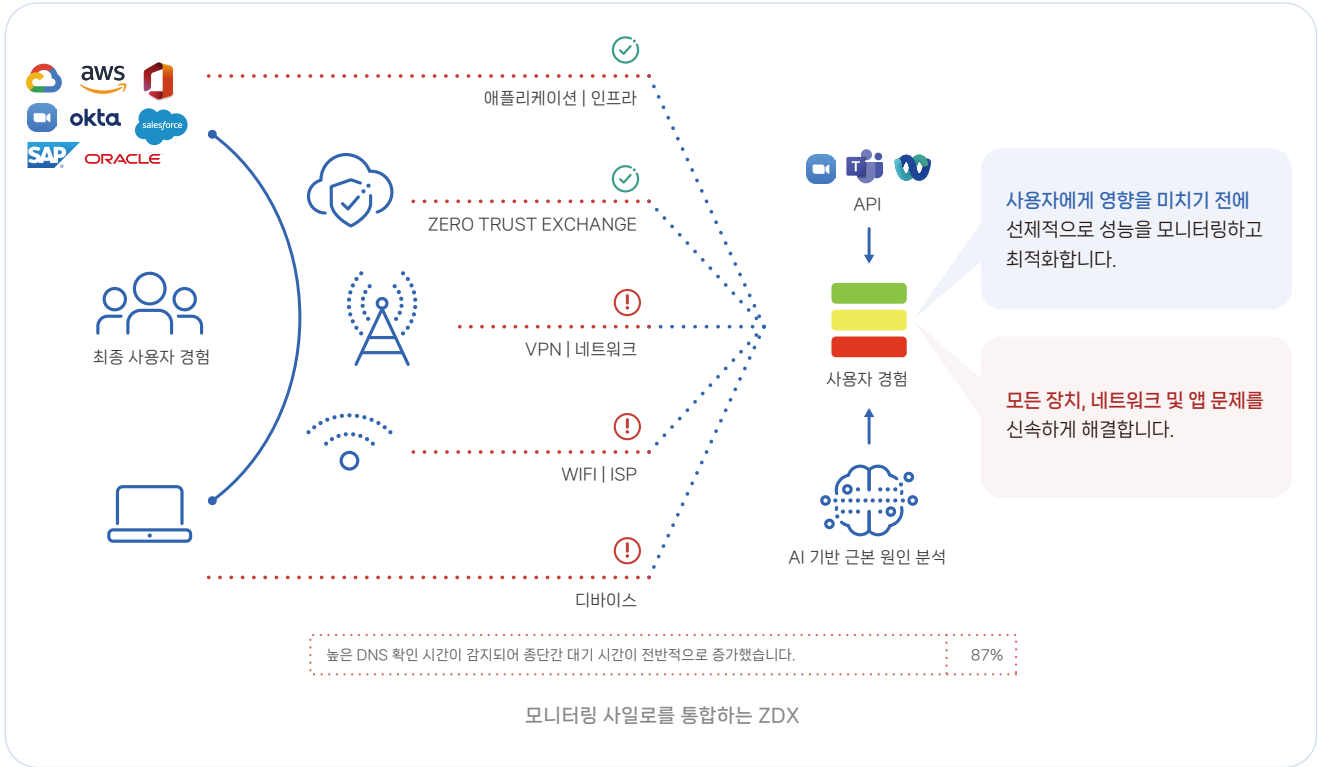 aws
okta
salesforce
SAP
ORACLE
애플리케이션 | 인프라
ZERO TRUST EXCHANGE
최종 사용자 경험
VPN | 네트워크
WIFI | ISP
디바이스
T
API
사용자 경험
AI 기반 근본 원인 분석
사용자에게 영향을 미치기 전에
선제적으로 성능을 모니터링하고
최적화합니다.
모든 장치, 네트워크 및 앱 문제를
신속하게 해결합니다.
높은 DNS 확인 시간이 감지되어 종단간 대기 시간이 전반적으로 증가했습니다. 87%
모니터링 사일로를 통합하는 ZDX